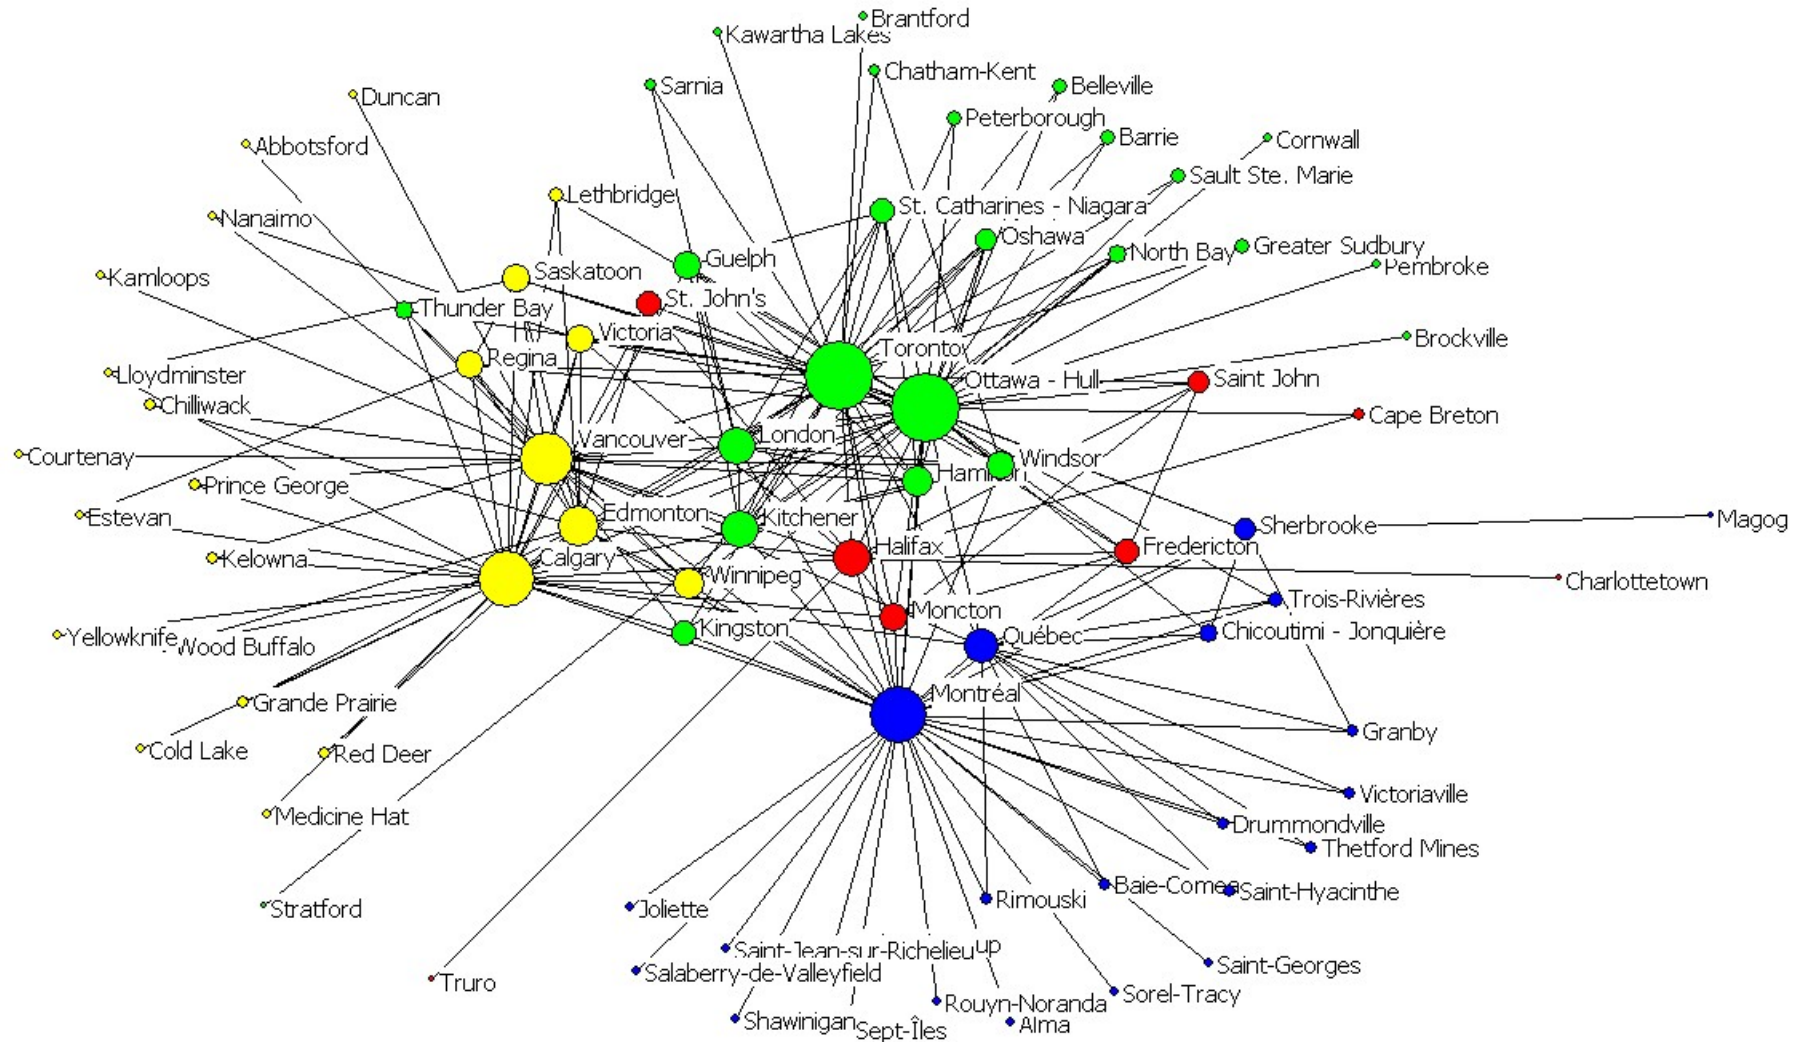 Brantford
Kawartha Lakes
Chatham-Kent
Sarnia
Belleville
Duncan
Peterborough
Barrie
Cornwall
Abbotsford
Sault Ste. Marie
Lethbridge
St. Catharines - Niagara
Nanaimo
Oshawa
Greater Sudbury
North Bay
Guelph
Pembroke
Saskatoon
Kamloops
St. John's
Thunder Bay
Victoria
Brockville
Toronto
Regina
Lloydminster
Saint John
Ottawa - Hull
Chilliwack
Cape Breton
London
Vancouver
Courtenay
Windsor
Hamilton
Prince George
Edmonton
Estevan
Kitchener
Magog
Sherbrooke
Halifax
Fredericton
Calgary
Kelowna
Winnipeg
Charlottetown
Trois-Rivières
Moncton
Kingston
Québec
Chicoutimi - Jonquière
Yellowknife
Wood Buffalo
Montréal
Grande Prairie
Granby
Cold Lake
Red Deer
Victoriaville
Medicine Hat
Drummondville
Thetford Mines
Baie-Comea
Saint-Hyacinthe
Rimouski
Stratford
Joliette
Saint-Jean-sur-Richelieu
up
Saint-Georges
Salaberry-de-Valleyfield
Truro
Sorel-Tracy
Rouyn-Noranda
Shawinigan
Alma
Sept-Îles